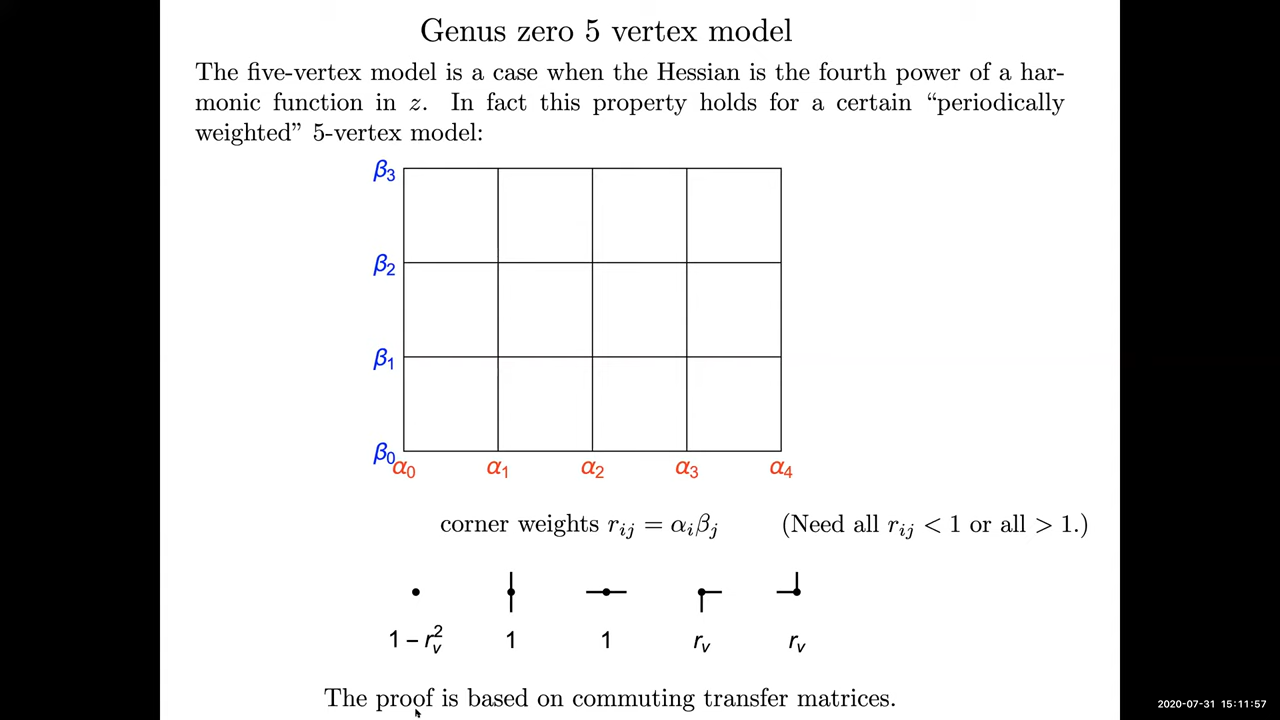 Genus zero 5 vertex model
The five-vertex model is a case when the Hessian is the fourth power of a har-
monic function in z. In fact this property holds for a certain “periodically
weighted” 5-vertex model:
β₃
β₂
β₁
β₀
α₀ α₁ α₂ α₃ α₄
corner weights rᵢⱼ = αᵢβⱼ (Need all rᵢⱼ < 1 or all > 1.)
1 – rᵥ² 1 1 rᵥ rᵥ
The proof is based on commuting transfer matrices.
2020-07-31 15:11:57